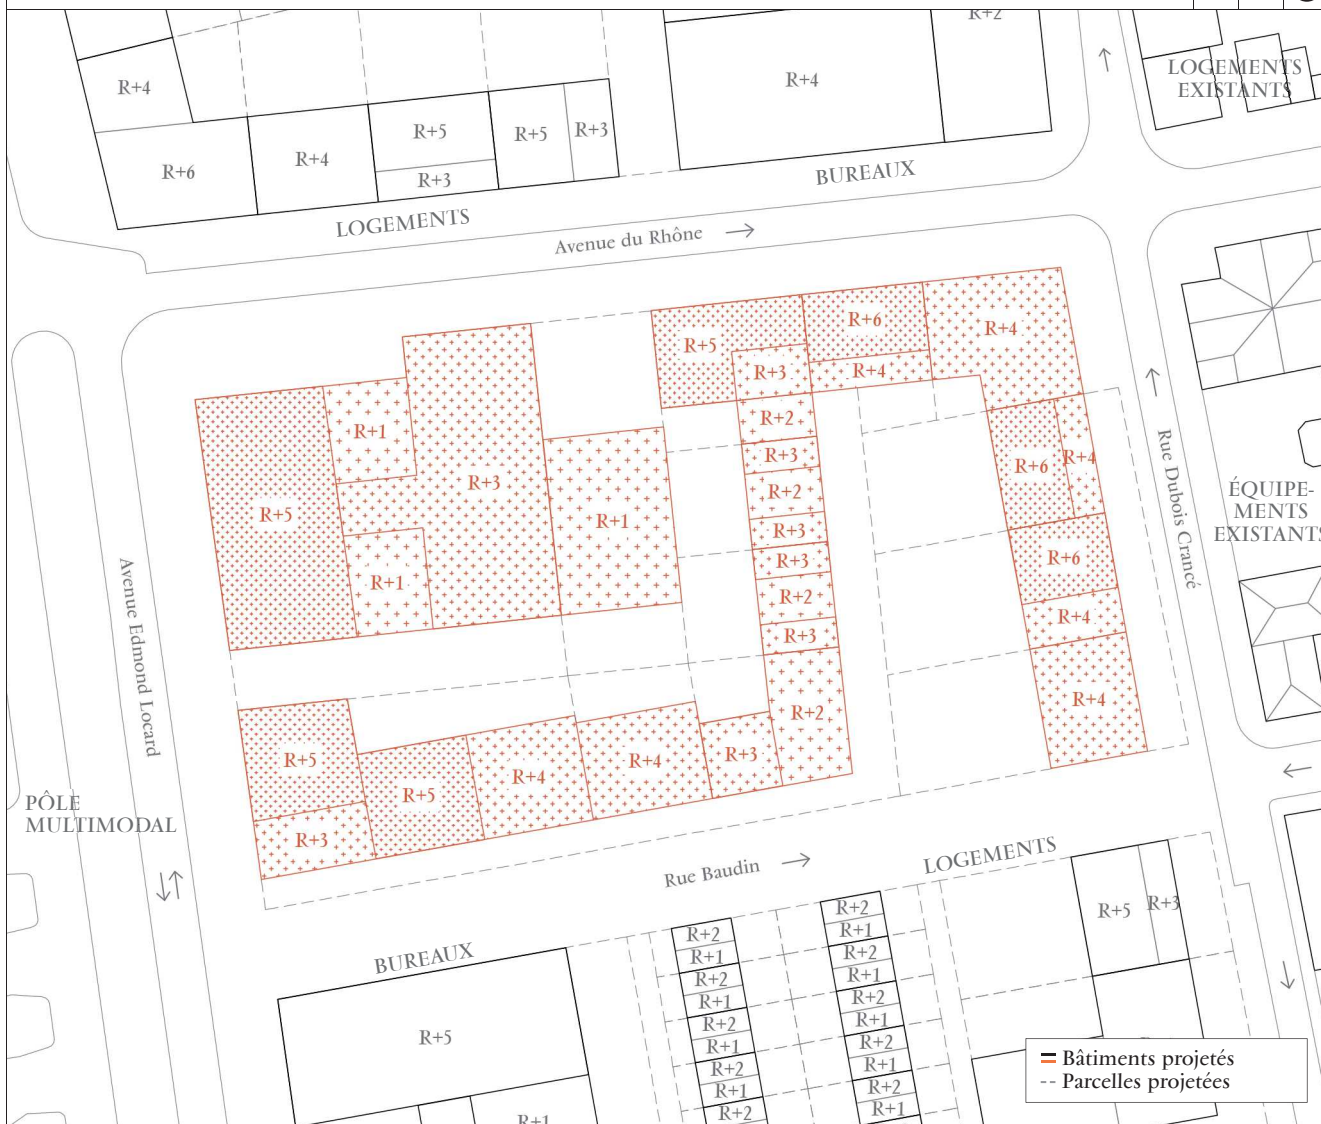 R+2
R+4
R+4
LOGEMENTS
EXISTANTS
R+5
R+5
R+3
R+4
R+6
R+3
BUREAUX
LOGEMENTS
Avenue du Rhône
R+6
R+4
R+5
R+3
R+4
R+2
R+1
R+3
R+6
R+4
R+3
R+2
R+5
R+1
R+3
R+3
R+6
R+1
R+2
R+4
R+3
R+4
R+2
R+5
R+4
R+4
R+3
R+5
R+3
Avenue Edmond Locard
Rue Dubois Crancé
ÉQUIPE-
MENTS
EXISTANTS
PÔLE
MULTIMODAL
Rue Baudin
LOGEMENTS
BUREAUX
R+5
R+3
R+2
R+1
R+2
R+1
R+2
R+1
R+2
R+1
R+2
R+2
R+1
R+2
R+1
R+2
R+1
R+2
R+1
R+2
R+1
R+5
R+1
Bâtiments projetés
Parcelles projetées